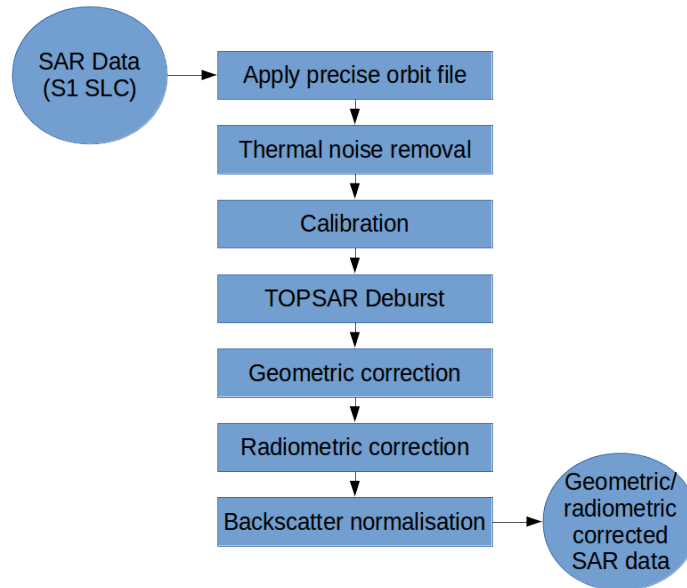 SAR Data
(S1 SLC)
Apply precise orbit file
Thermal noise removal
Calibration
TOPSAR Deburst
Geometric correction
Radiometric correction
Backscatter normalisation
Geometric/
radiometric
corrected
SAR data